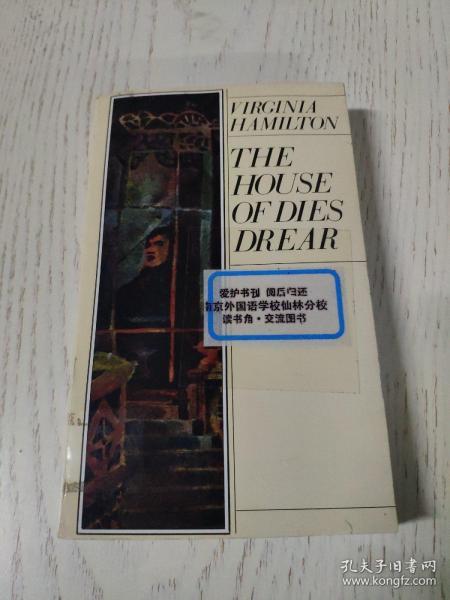 VIRGINIA
HAMILTON
THE
HOUSE
OF DIES
DREAR
爱护书刊 阅后归还
南京外国语学校仙林分校
读书角·交流图书
孔夫子旧书网
www.kongfz.com